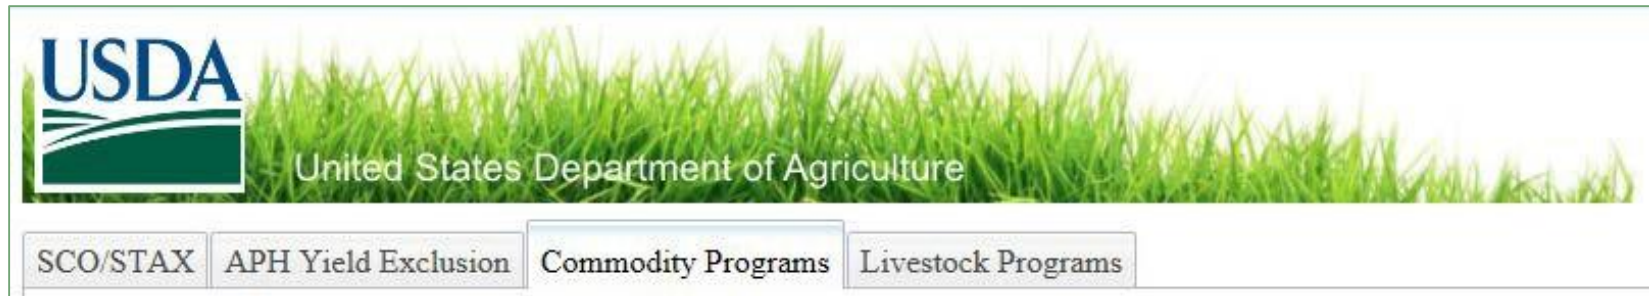 USDA
United States Department of Agriculture
SCO/STAX APH Yield Exclusion Commodity Programs Livestock Programs